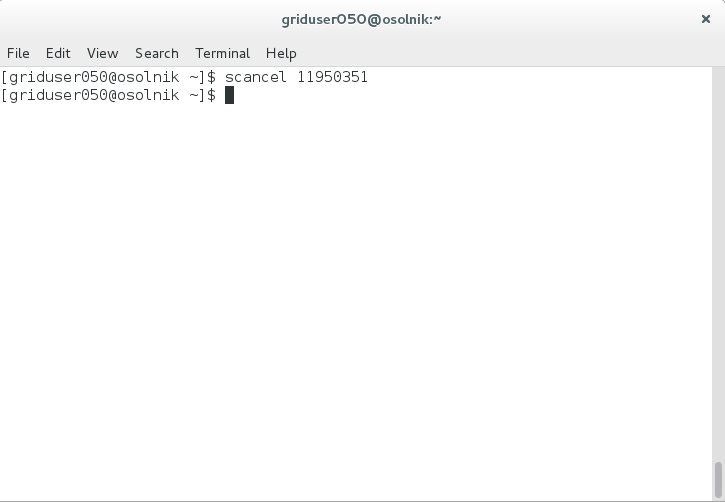 griduser050@osolnik:~
File Edit View Search Terminal Help
[griduser050@osolnik ~]$ scancel 11950351
[griduser050@osolnik ~]$